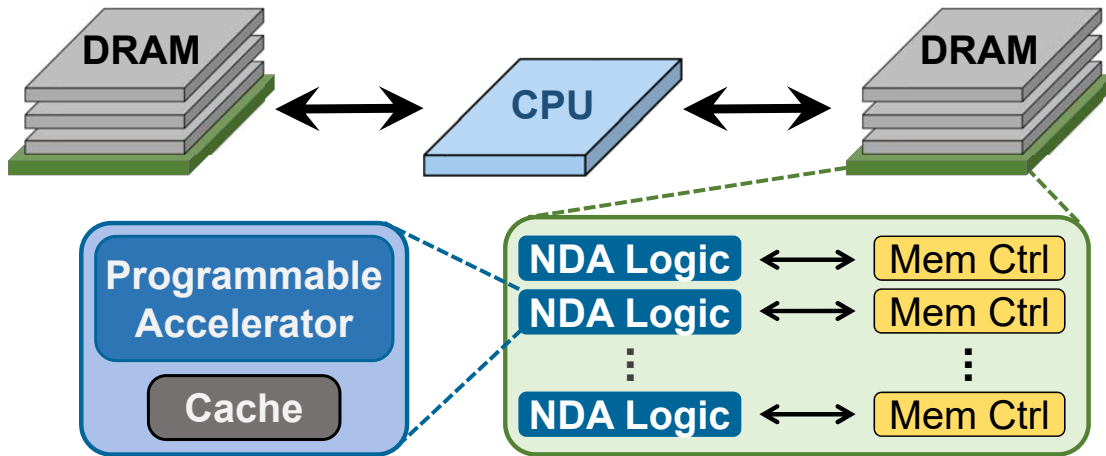 DRAM
CPU
DRAM
Programmable
Accelerator
Cache
NDA Logic
Mem Ctrl
NDA Logic
Mem Ctrl
NDA Logic
Mem Ctrl